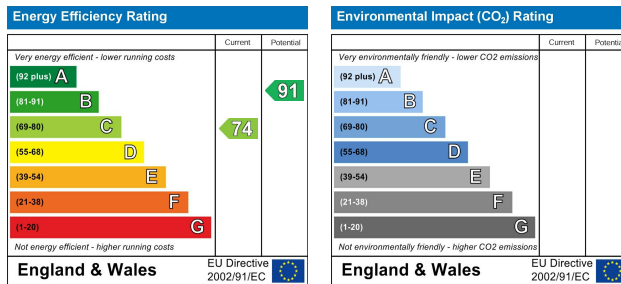 Energy Efficiency Rating
Current Potential
Very energy efficient - lower running costs
(92 plus) A
(81-91) B
(69-80) C
(55-68) D
(39-54) E
(21-38) F
(1-20) G
91
74
Not energy efficient - higher running costs
England & Wales
EU Directive
2002/91/EC
Environmental Impact (CO₂) Rating
Current Potentia
Very environmentally friendly - lower CO2 emissions
(92 plus) A
(81-91) B
(69-80) C
(55-68) D
(39-54) E
(21-38) F
(1-20) G
Not environmentally friendly - higher CO2 emissions
England & Wales
EU Directive
2002/91/EC